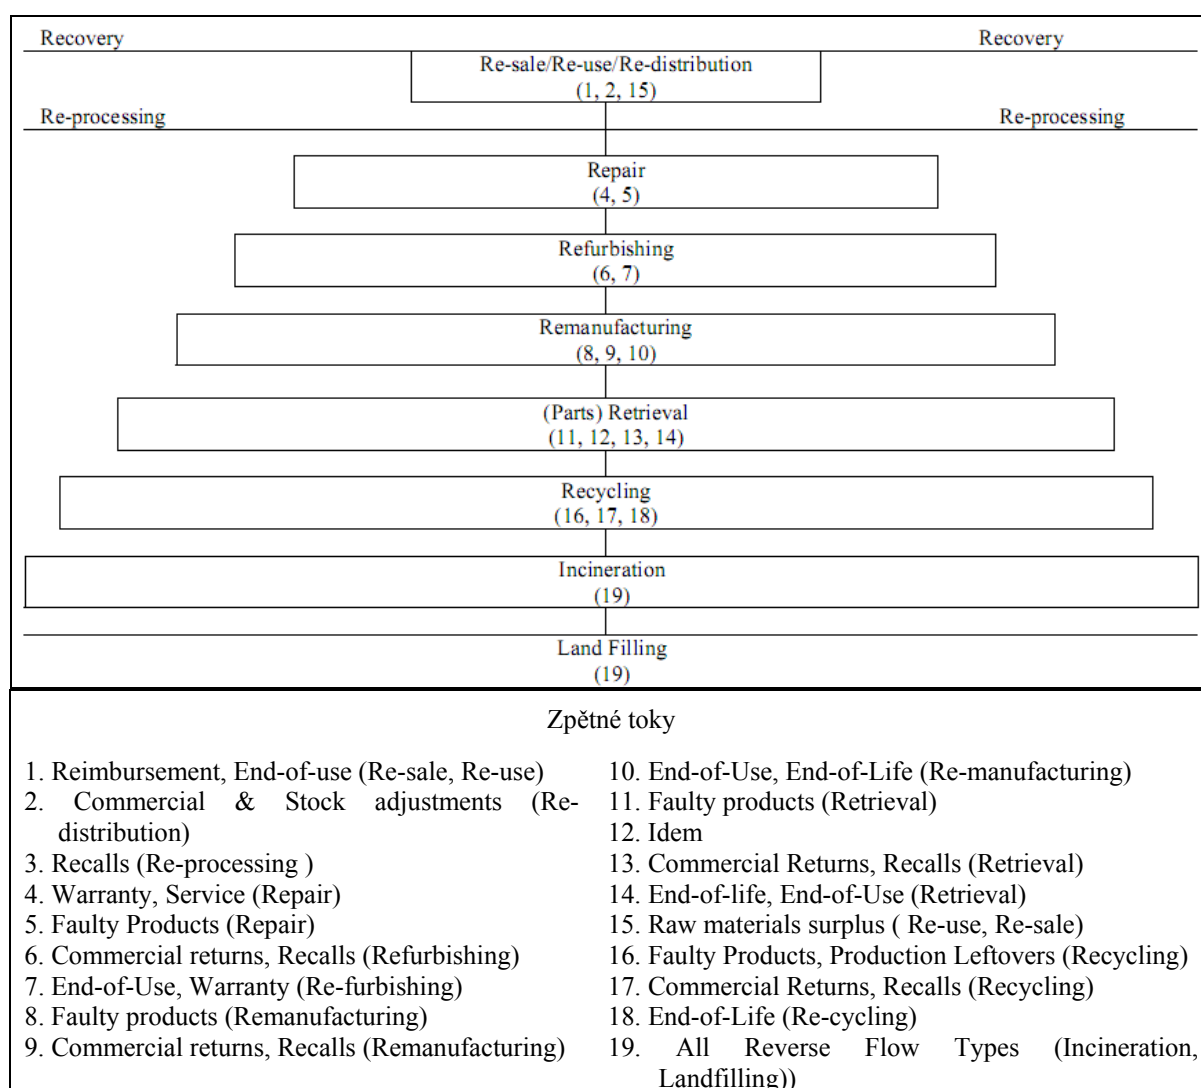 Recovery Recovery
Re-sale/Re-use/Re-distribution
(1, 2, 15)
Re-processing Re-processing
Repair
(4, 5)
Refurbishing
(6, 7)
Remanufacturing
(8, 9, 10)
(Parts) Retrieval
(11, 12, 13, 14)
Recycling
(16, 17, 18)
Incineration
(19)
Land Filling
(19)
Zpětné toky
1. Reimbursement, End-of-use (Re-sale, Re-use)
2. Commercial & Stock adjustments (Re-
distribution)
3. Recalls (Re-processing )
4. Warranty, Service (Repair)
5. Faulty Products (Repair)
6. Commercial returns, Recalls (Refurbishing)
7. End-of-Use, Warranty (Re-furbishing)
8. Faulty products (Remanufacturing)
9. Commercial returns, Recalls (Remanufacturing)
10. End-of-Use, End-of-Life (Re-manufacturing)
11. Faulty products (Retrieval)
12. Idem
13. Commercial Returns, Recalls (Retrieval)
14. End-of-life, End-of-Use (Retrieval)
15. Raw materials surplus ( Re-use, Re-sale)
16. Faulty Products, Production Leftovers (Recycling)
17. Commercial Returns, Recalls (Recycling)
18. End-of-Life (Re-cycling)
19. All Reverse Flow Types (Incineration,
Landfilling))